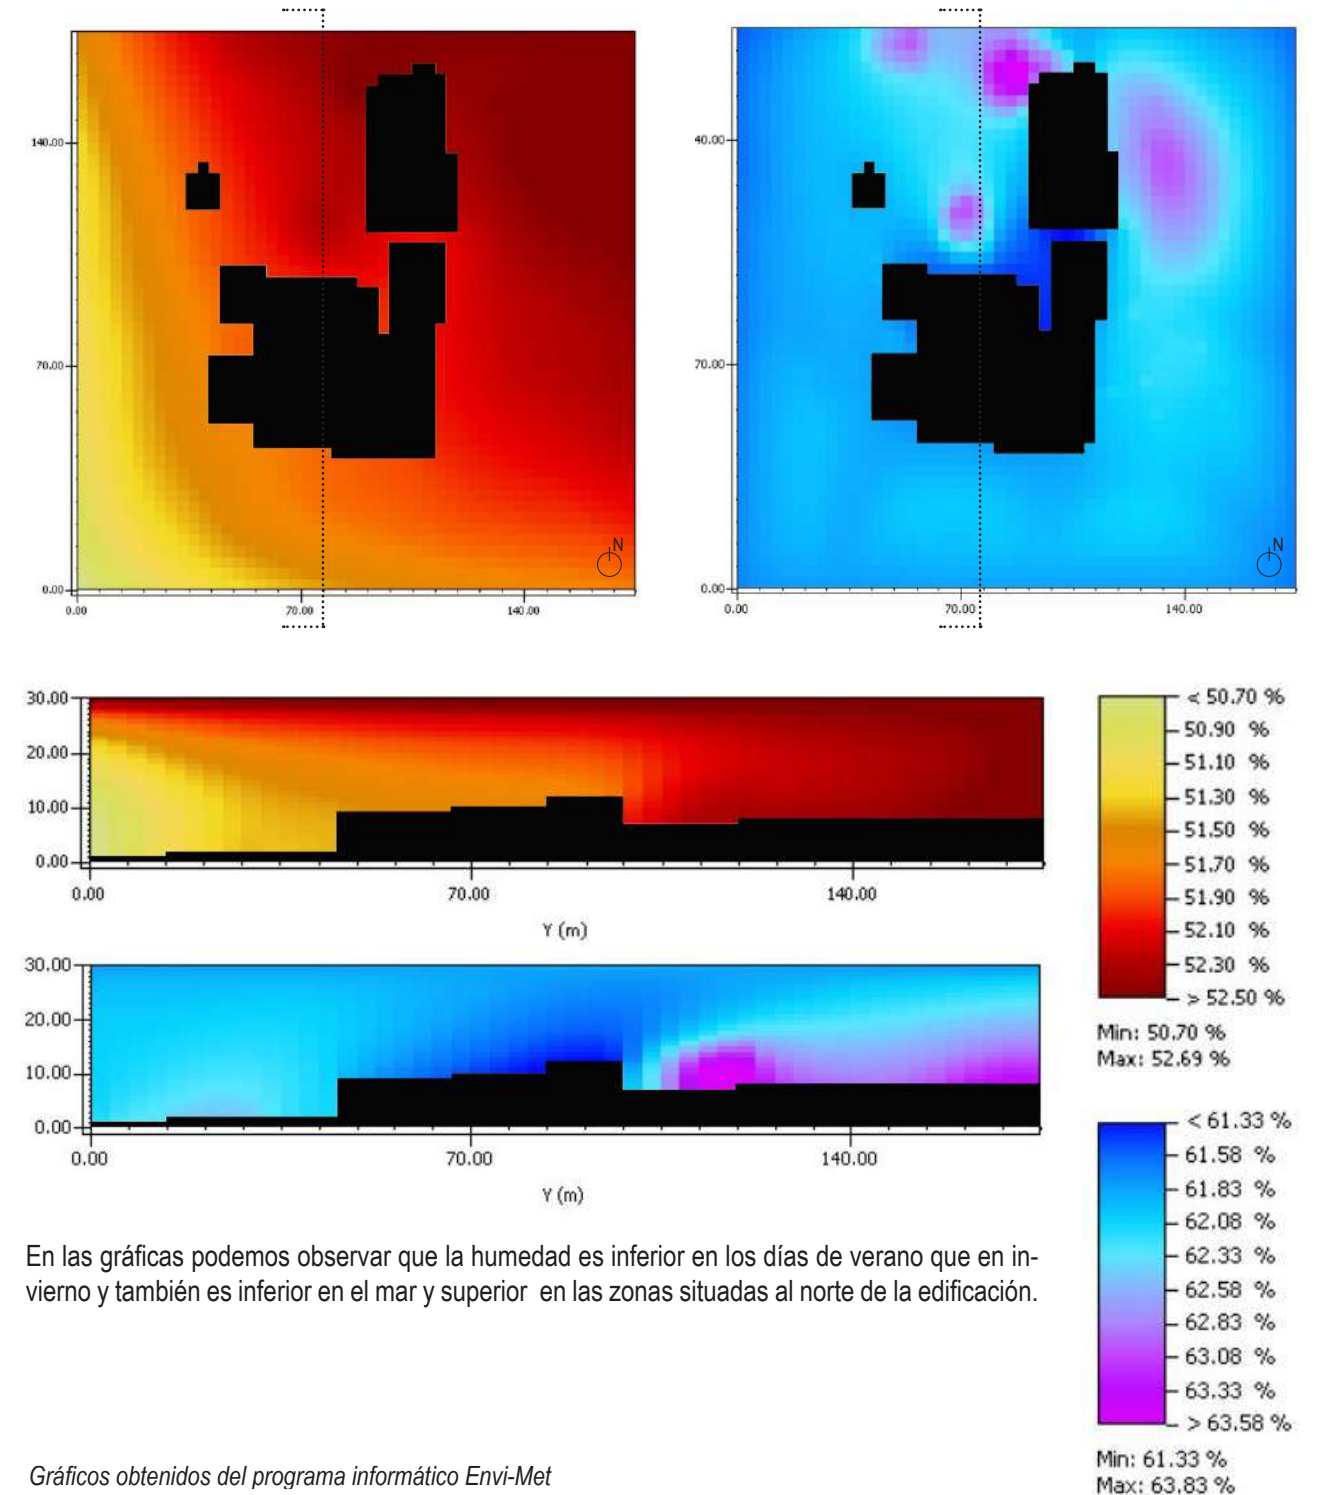 140.00
70.00
0.00
0.00
70.00
140.00
N
40.00
70.00
0.00
0.00
70.00
140.00
N
30.00
20.00
10.00
0.00
0.00
70.00
140.00
Y (m)
< 50.70 %
50.90 %
51.10 %
51.30 %
51.50 %
51.70 %
51.90 %
52.10 %
52.30 %
> 52.50 %
Min: 50.70 %
Max: 52.69 %
30.00
20.00
10.00
0.00
0.00
70.00
140.00
Y (m)
< 61.33 %
61.58 %
61.83 %
62.08 %
62.33 %
62.58 %
62.83 %
63.08 %
63.33 %
> 63.58 %
Min: 61.33 %
Max: 63.83 %
En las gráficas podemos observar que la humedad es inferior en los días de verano que en in-
vierno y también es inferior en el mar y superior en las zonas situadas al norte de la edificación.
Gráficos obtenidos del programa informático Envi-Met